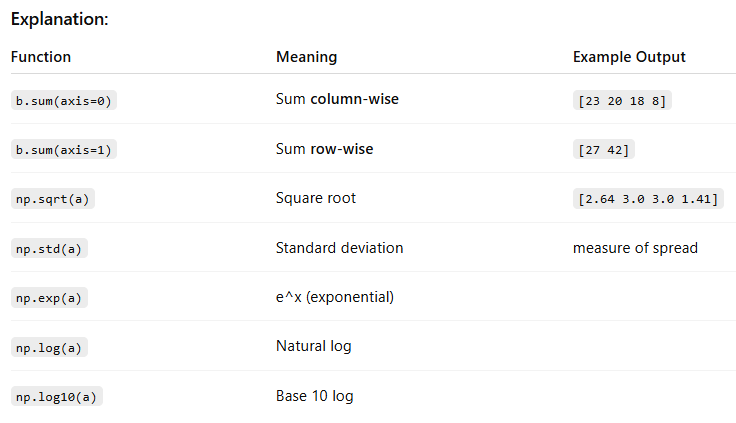 Explanation:
Function Meaning Example Output
b.sum(axis=0) Sum column-wise [23 20 18 8]
b.sum(axis=1) Sum row-wise [27 42]
np.sqrt(a) Square root [2.64 3.0 3.0 1.41]
np.std(a) Standard deviation measure of spread
np.exp(a) e^x (exponential)
np.log(a) Natural log
np.log10(a) Base 10 log